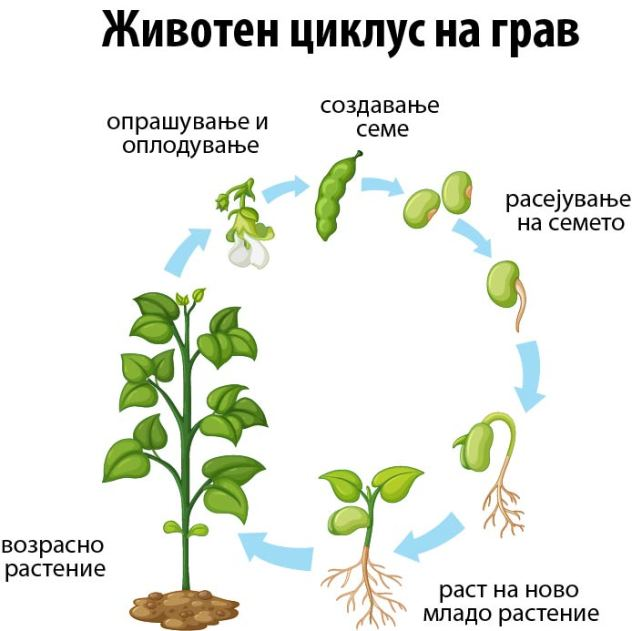 Животен циклус на грав
опрашување и
оплодување
создавање
семе
расејување
на семето
возрасно
растение
раст на ново
младо растение